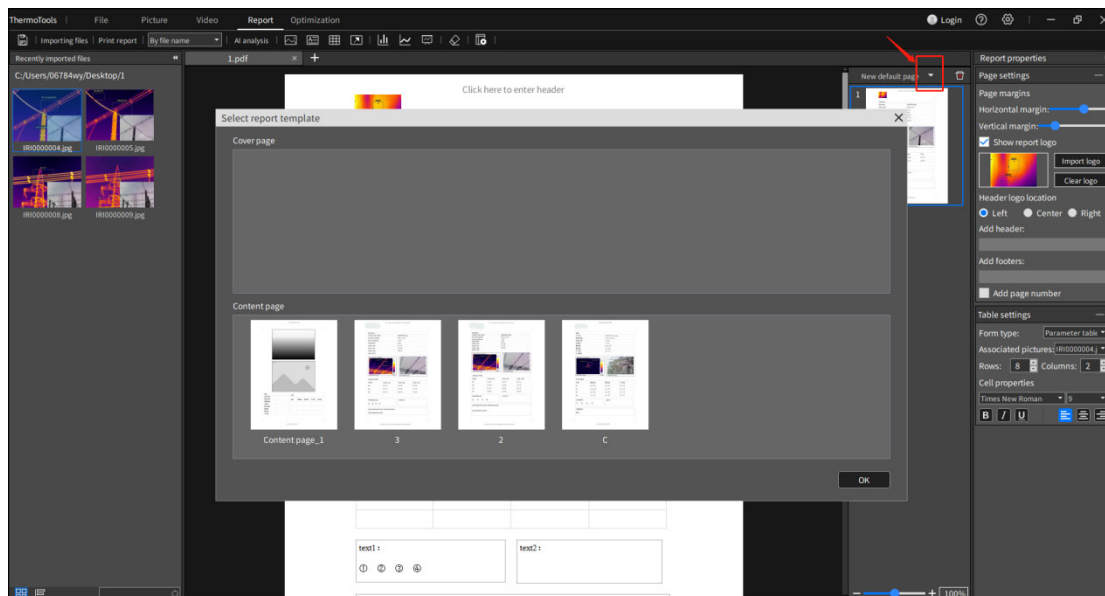 ThermoTools File Picture Video Report Optimization Login
Importing files Print report By file name AI analysis
Recently imported files
C:/Users/06784wy/Desktop/1
IRI0000004.jpg IRI0000005.jpg
IRI0000008.jpg IRI0000009.jpg
1.pdf
Click here to enter header
New default page
1
Select report template
Cover page
Content page
Content page_1 3 2 C
OK
text1 : text2 :
① ② ③ ④
100%
Report properties
Page settings
Page margins
Horizontal margin:
Vertical margin:
Show report logo
Import logo
Clear logo
Header logo location
Left Center Right
Add header:
Add footers:
Add page number
Table settings
Form type: Parameter table
Associated pictures: IRI0000004.j
Rows: 8 Columns: 2
Cell properties
Times New Roman 9
B I U